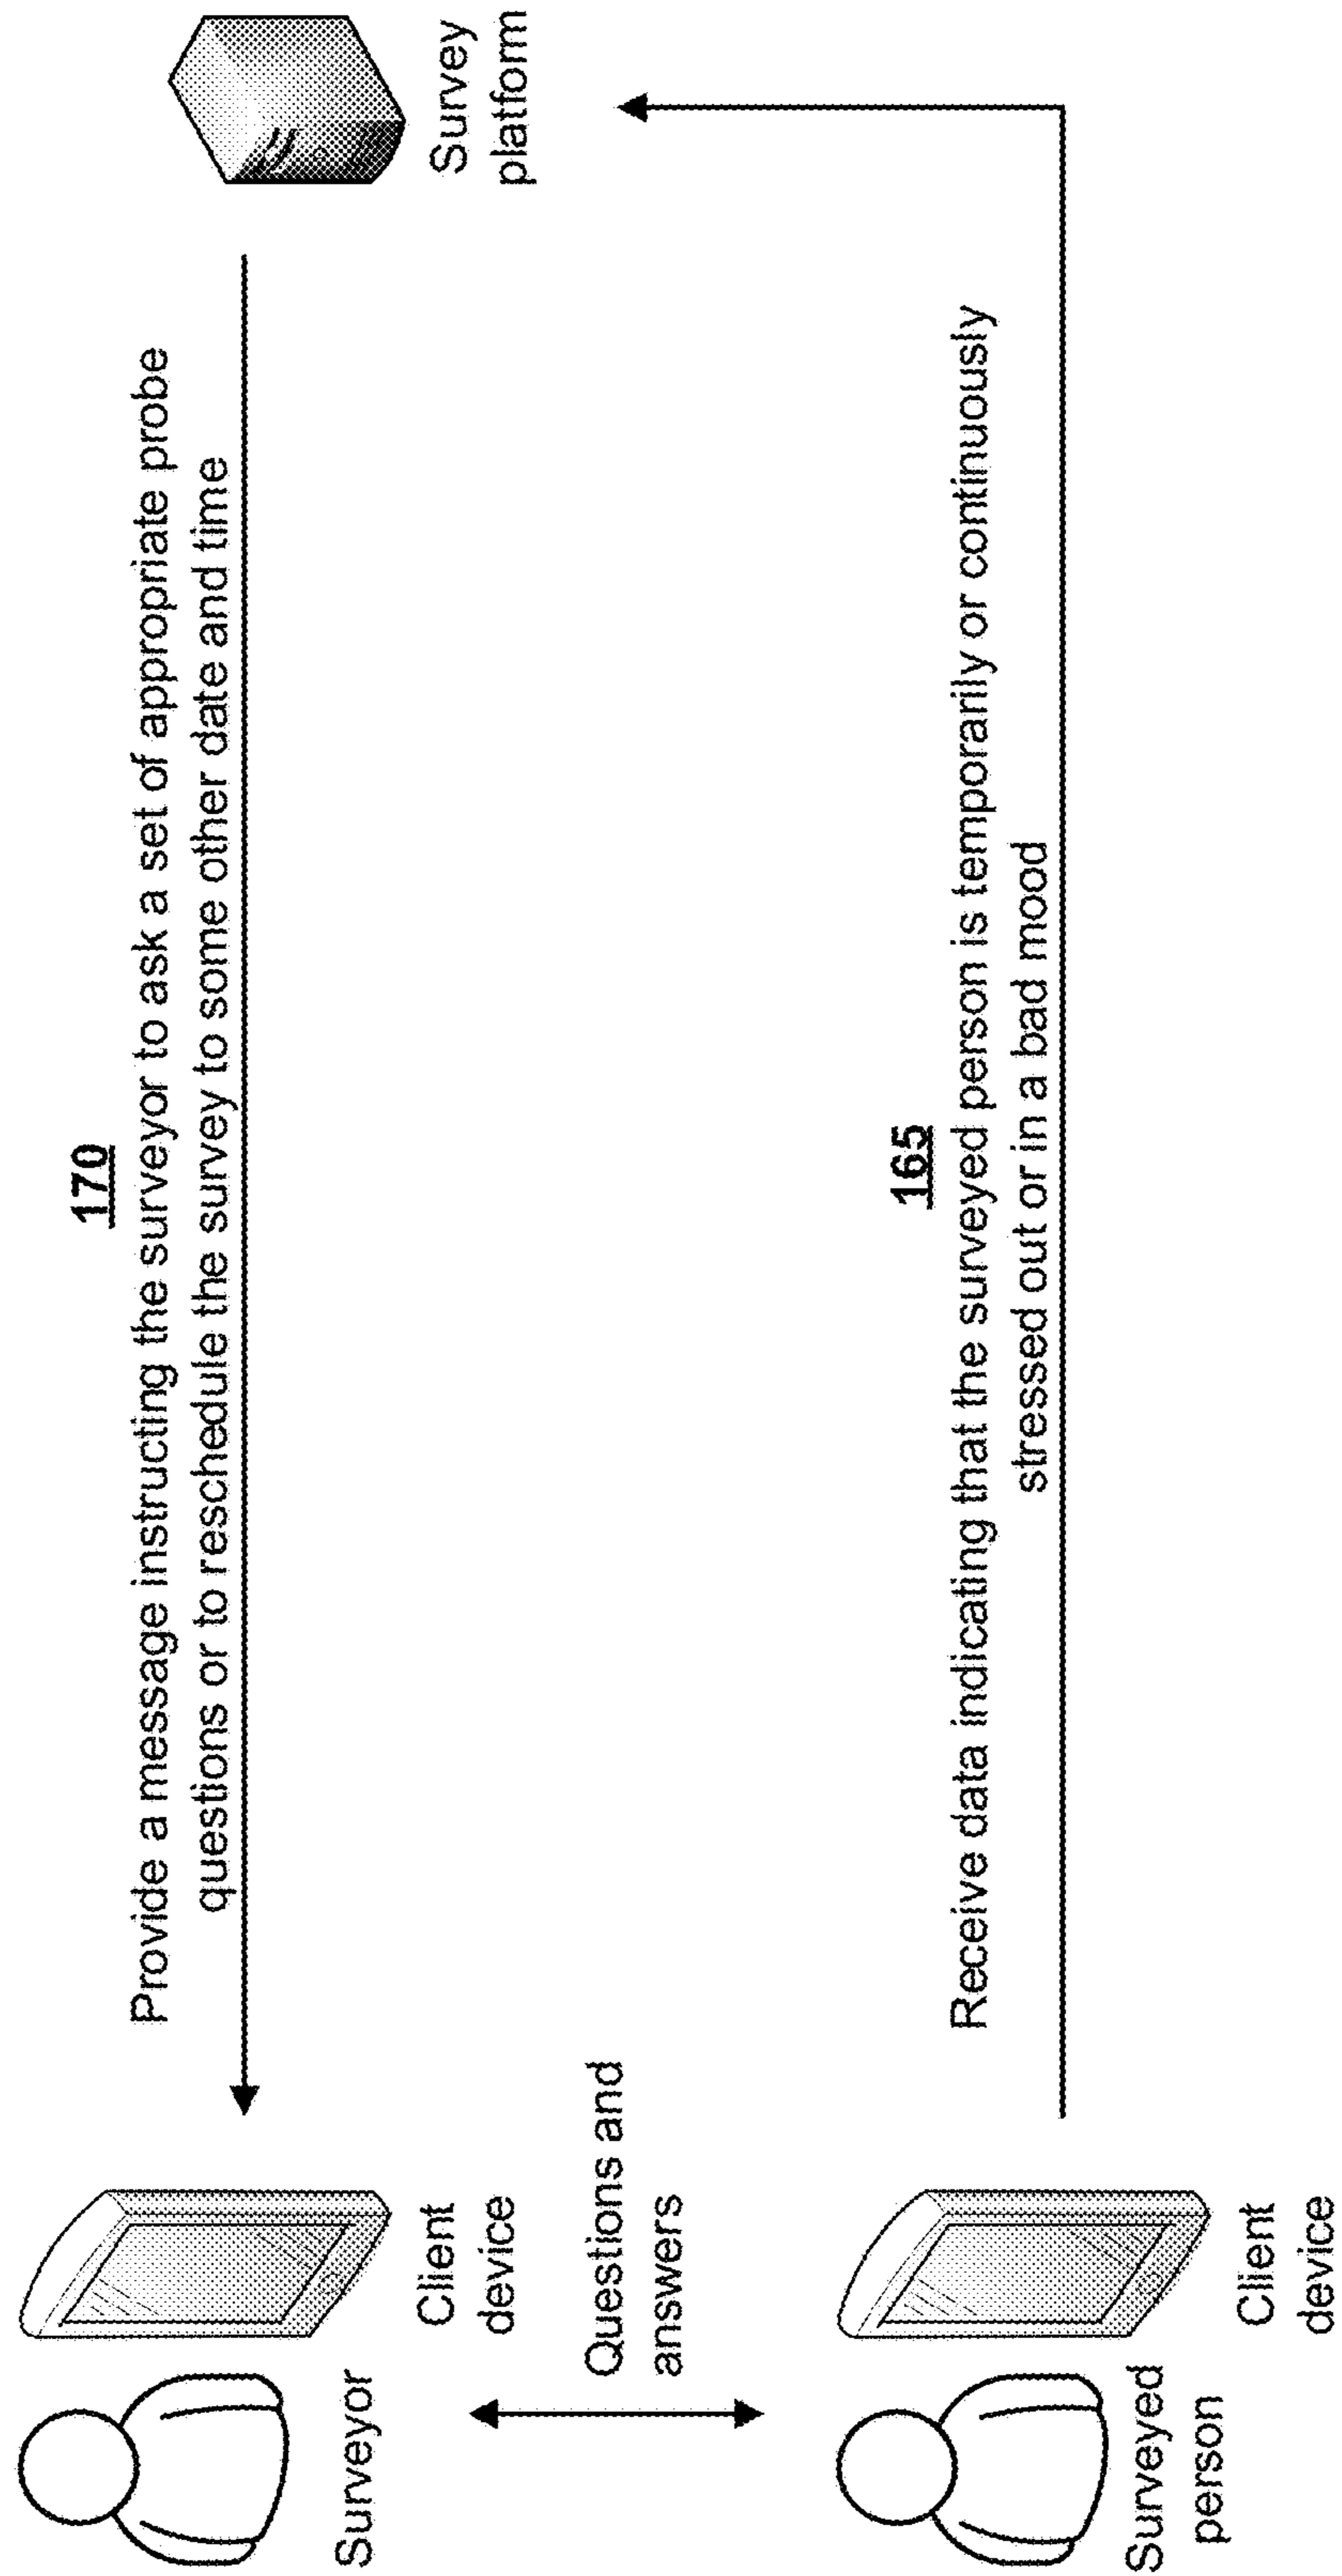 170
Provide a message instructing the surveyor to ask a set of appropriate probe
questions or to reschedule the survey to some other date and time
Surveyor
Client
device
Survey
platform
Questions and
answers
165
Receive data indicating that the surveyed person is temporarily or continuously
stressed out or in a bad mood
Surveyed
person
Client
device